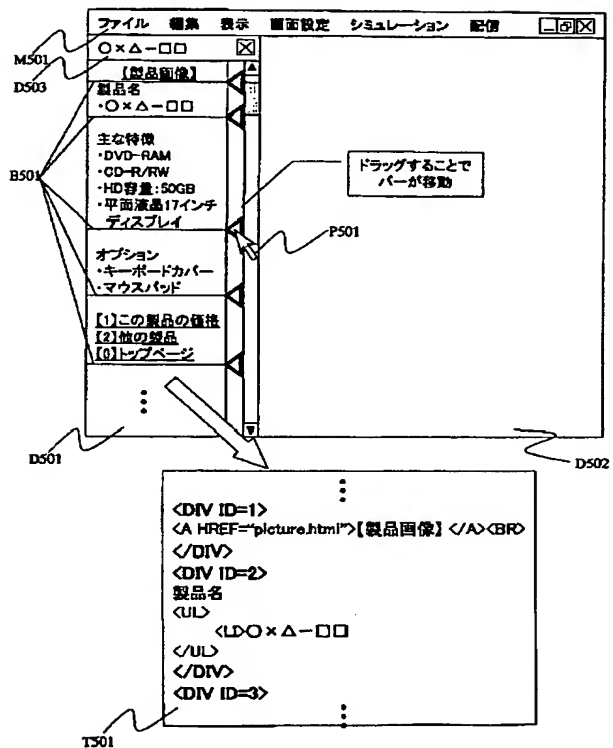 ファイル 編集 表示 画面設定 シミュレーション 配信
M501
○×△－□□
D503
【製品画像】
製品名
・○×△－□□
B501
主な特徴
・DVD-RAM
・CD-R/RW
・HD容量:50GB
・平面液晶17インチ
ディスプレイ
ドラッグすることで
バーが移動
P501
オプション
・キーボードカバー
・マウスパッド
【1】この製品の価格
【2】他の製品
【0】トップページ
D501
D502
<DIV ID=1>
<A HREF="picture.html">【製品画像】</A><BR>
</DIV>
<DIV ID=2>
製品名
<UL>
<LI>○×△－□□
</UL>
</DIV>
<DIV ID=3>
T501